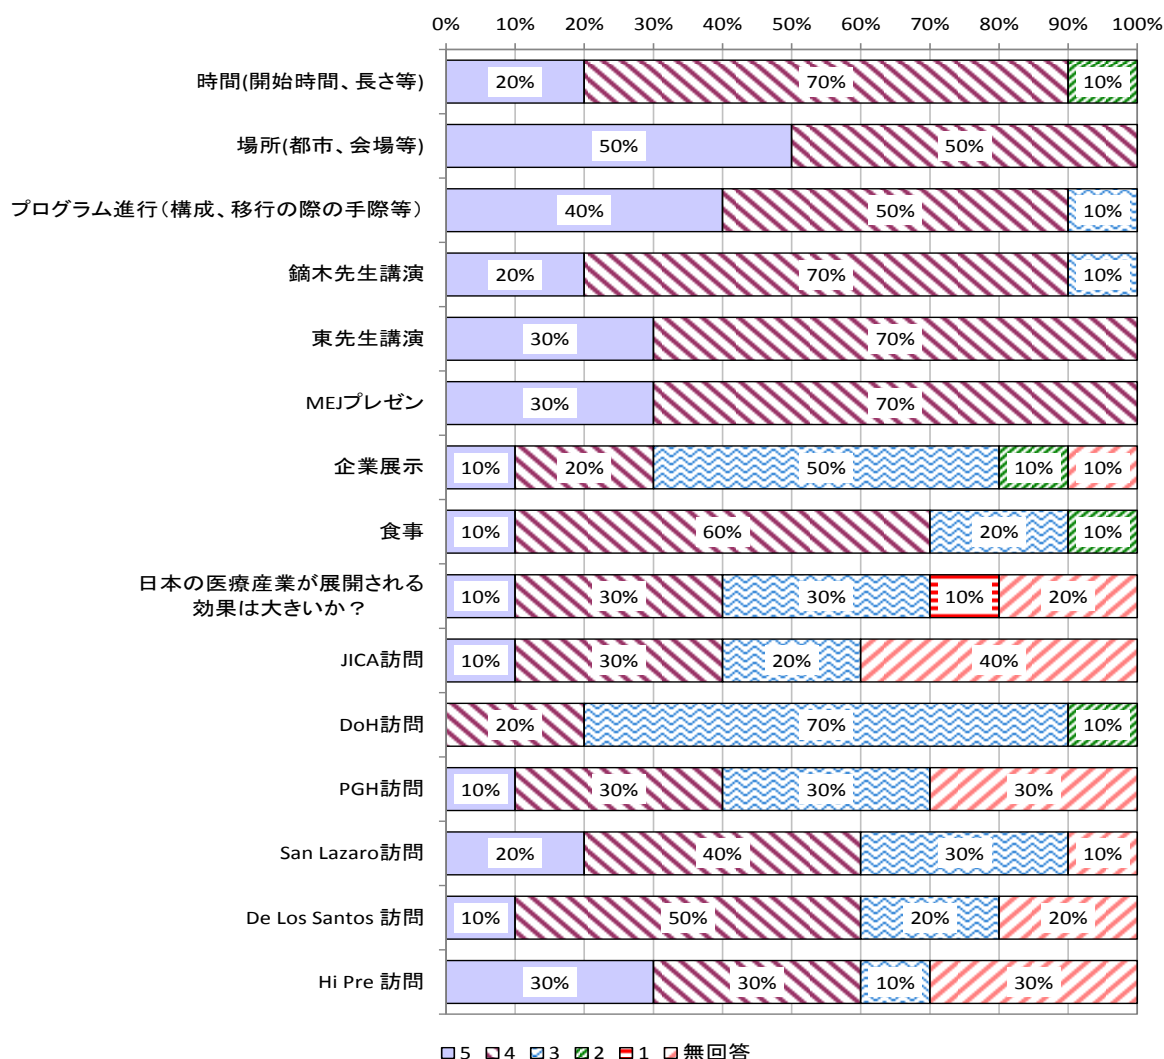 0% 10% 20% 30% 40% 50% 60% 70% 80% 90% 100%
時間(開始時間、長さ等) 20% 70% 10%
場所(都市、会場等) 50% 50%
プログラム進行(構成、移行の際の手際等) 40% 50% 10%
鏑木先生講演 20% 70% 10%
東先生講演 30% 70%
MEJプレゼン 30% 70%
企業展示 10% 20% 50% 10% 10%
食事 10% 60% 20% 10%
日本の医療産業が展開される
効果は大きいか? 10% 30% 30% 10% 20%
JICA訪問 10% 30% 20% 40%
DoH訪問 20% 70% 10%
PGH訪問 10% 30% 30% 30%
San Lazaro訪問 20% 40% 30% 10%
De Los Santos 訪問 10% 50% 20% 20%
Hi Pre 訪問 30% 30% 10% 30%
5 4 3 2 1 無回答